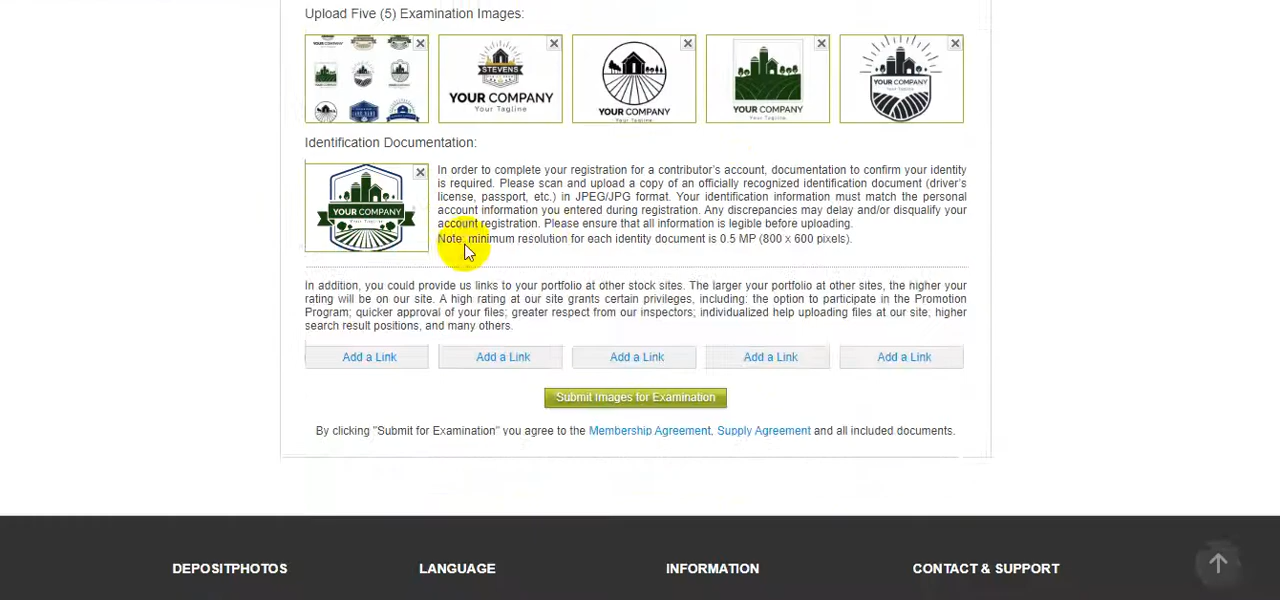 Upload Five (5) Examination Images:
YOUR COMPANY
STEVENS
YOUR COMPANY
Your Tagline
YOUR COMPANY
Your Tagline
YOUR COMPANY
Your Tagline
YOUR COMPANY
Your Tagline
Identification Documentation:
YOUR COMPANY
Your Tagline
In order to complete your registration for a contributor's account, documentation to confirm your identity
is required. Please scan and upload a copy of an officially recognized identification document (driver's
license, passport, etc.) in JPEG/JPG format. Your identification information must match the personal
account information you entered during registration. Any discrepancies may delay and/or disqualify your
account registration. Please ensure that all information is legible before uploading.
Note, minimum resolution for each identity document is 0.5 MP (800 x 600 pixels).
In addition, you could provide us links to your portfolio at other stock sites. The larger your portfolio at other sites, the higher your
rating will be on our site. A high rating at our site grants certain privileges, including: the option to participate in the Promotion
Program; quicker approval of your files; greater respect from our inspectors; individualized help uploading files at our site, higher
search result positions, and many others.
Add a Link Add a Link Add a Link Add a Link Add a Link
Submit Images for Examination
By clicking "Submit for Examination" you agree to the Membership Agreement, Supply Agreement and all included documents.
DEPOSITPHOTOS LANGUAGE INFORMATION CONTACT & SUPPORT